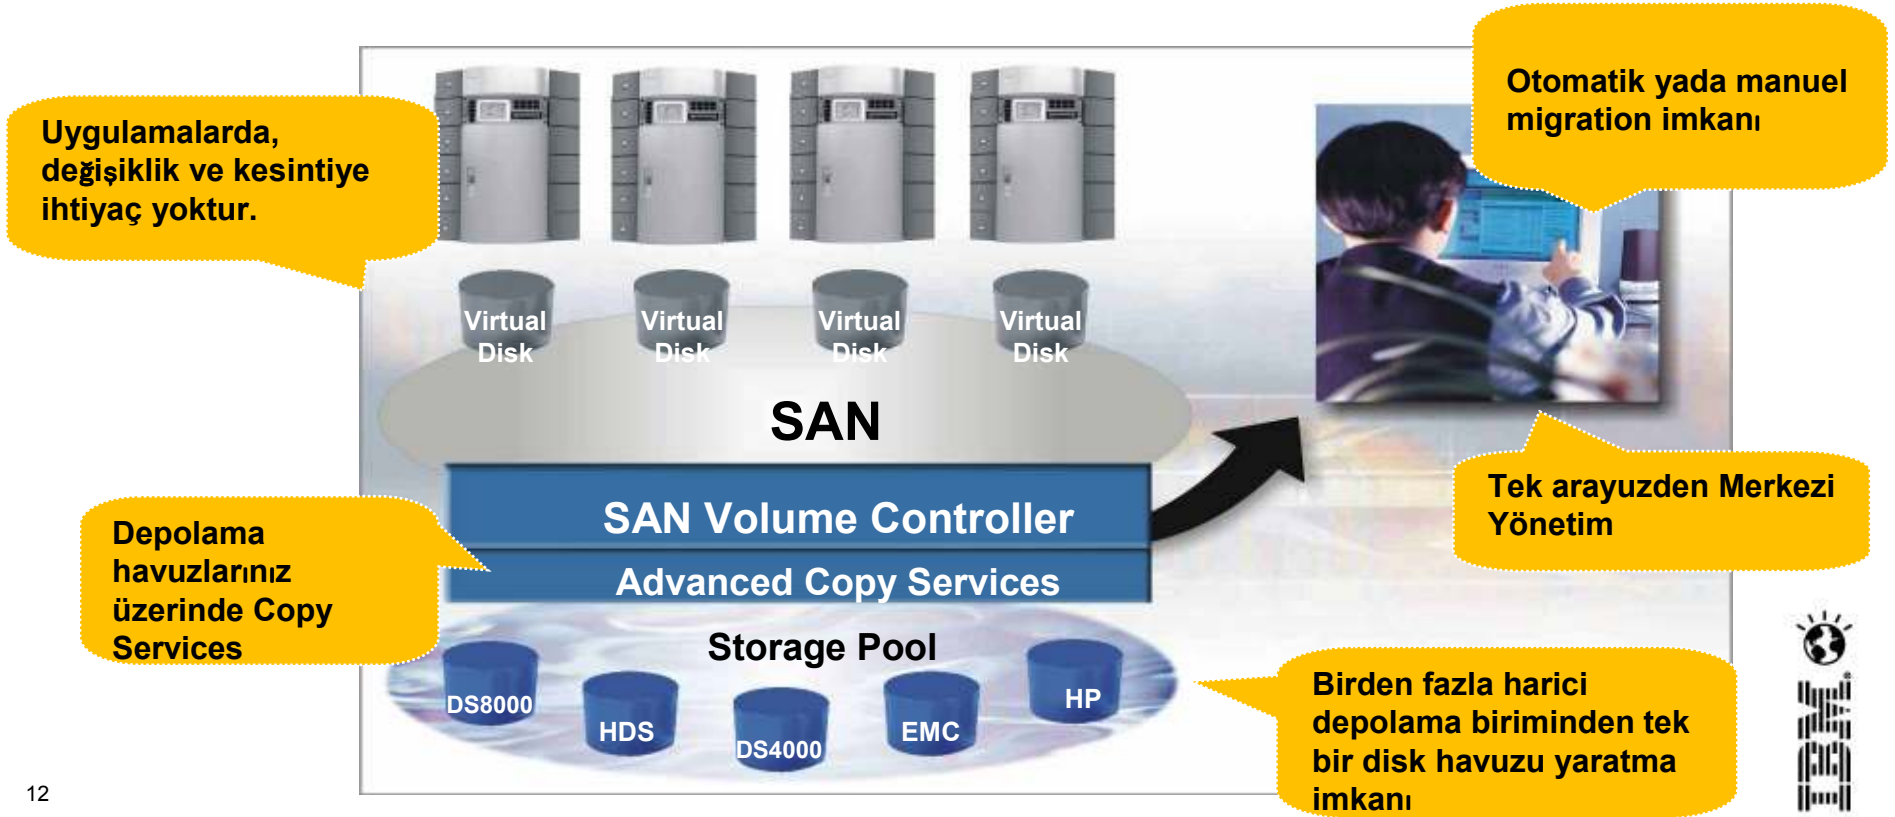 Otomatik yada manuel
migration imkanı
Uygulamalarda,
değişiklik ve kesintiye
ihtiyaç yoktur.
Virtual
Disk
Virtual
Disk
Virtual
Disk
Virtual
Disk
SAN
Tek arayuzden Merkezi
Yönetim
SAN Volume Controller
Advanced Copy Services
Depolama
havuzlarınız
üzerinde Copy
Services
Storage Pool
DS8000
HDS
DS4000
EMC
HP
Birden fazla harici
depolama biriminden tek
bir disk havuzu yaratma
imkanı
IBM
12